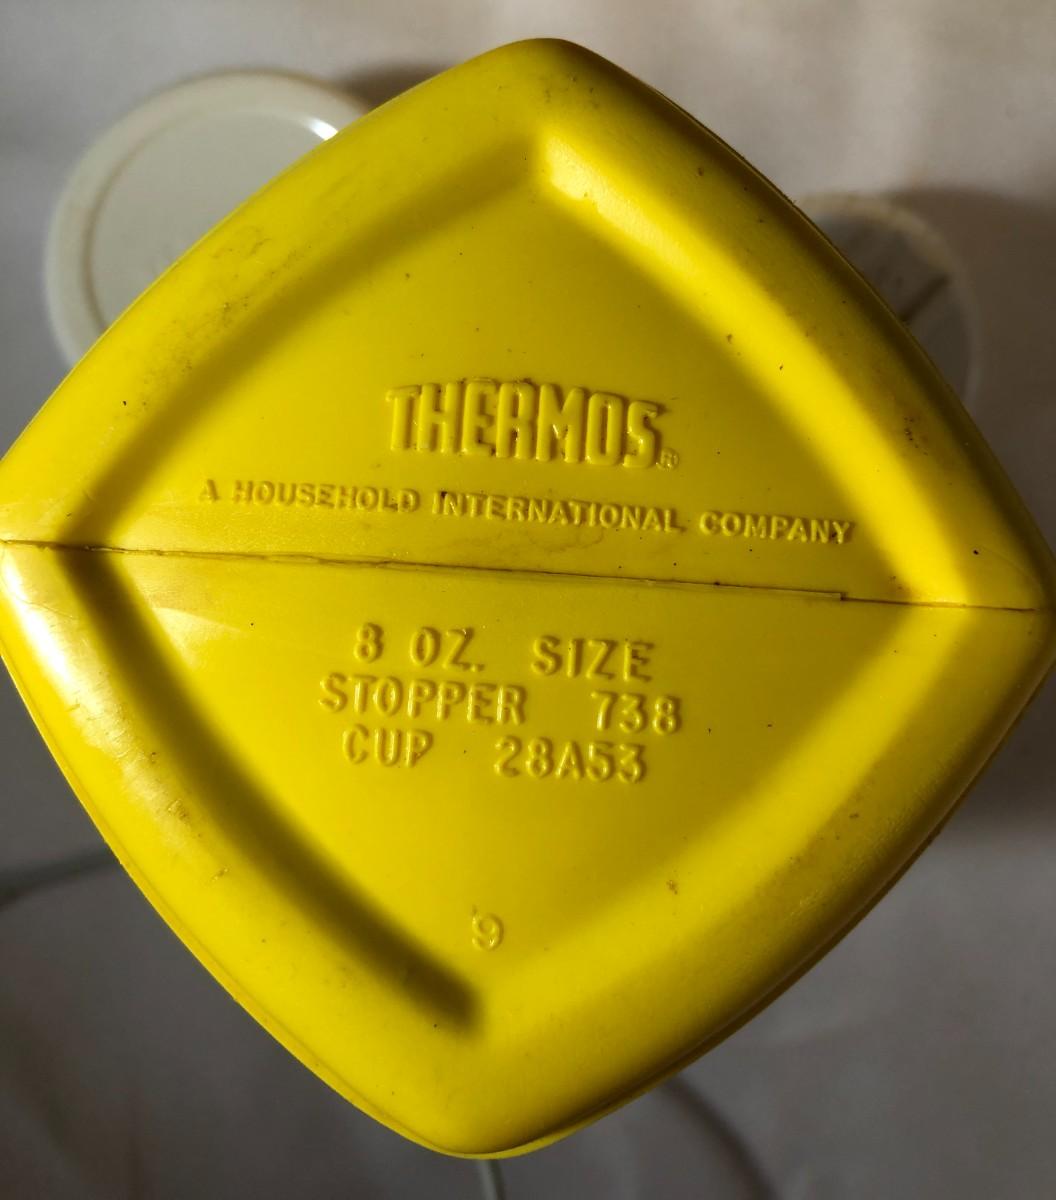 THERMOS®
A HOUSEHOLD INTERNATIONAL COMPANY
8 OZ. SIZE
STOPPER 738
CUP 28A53
9